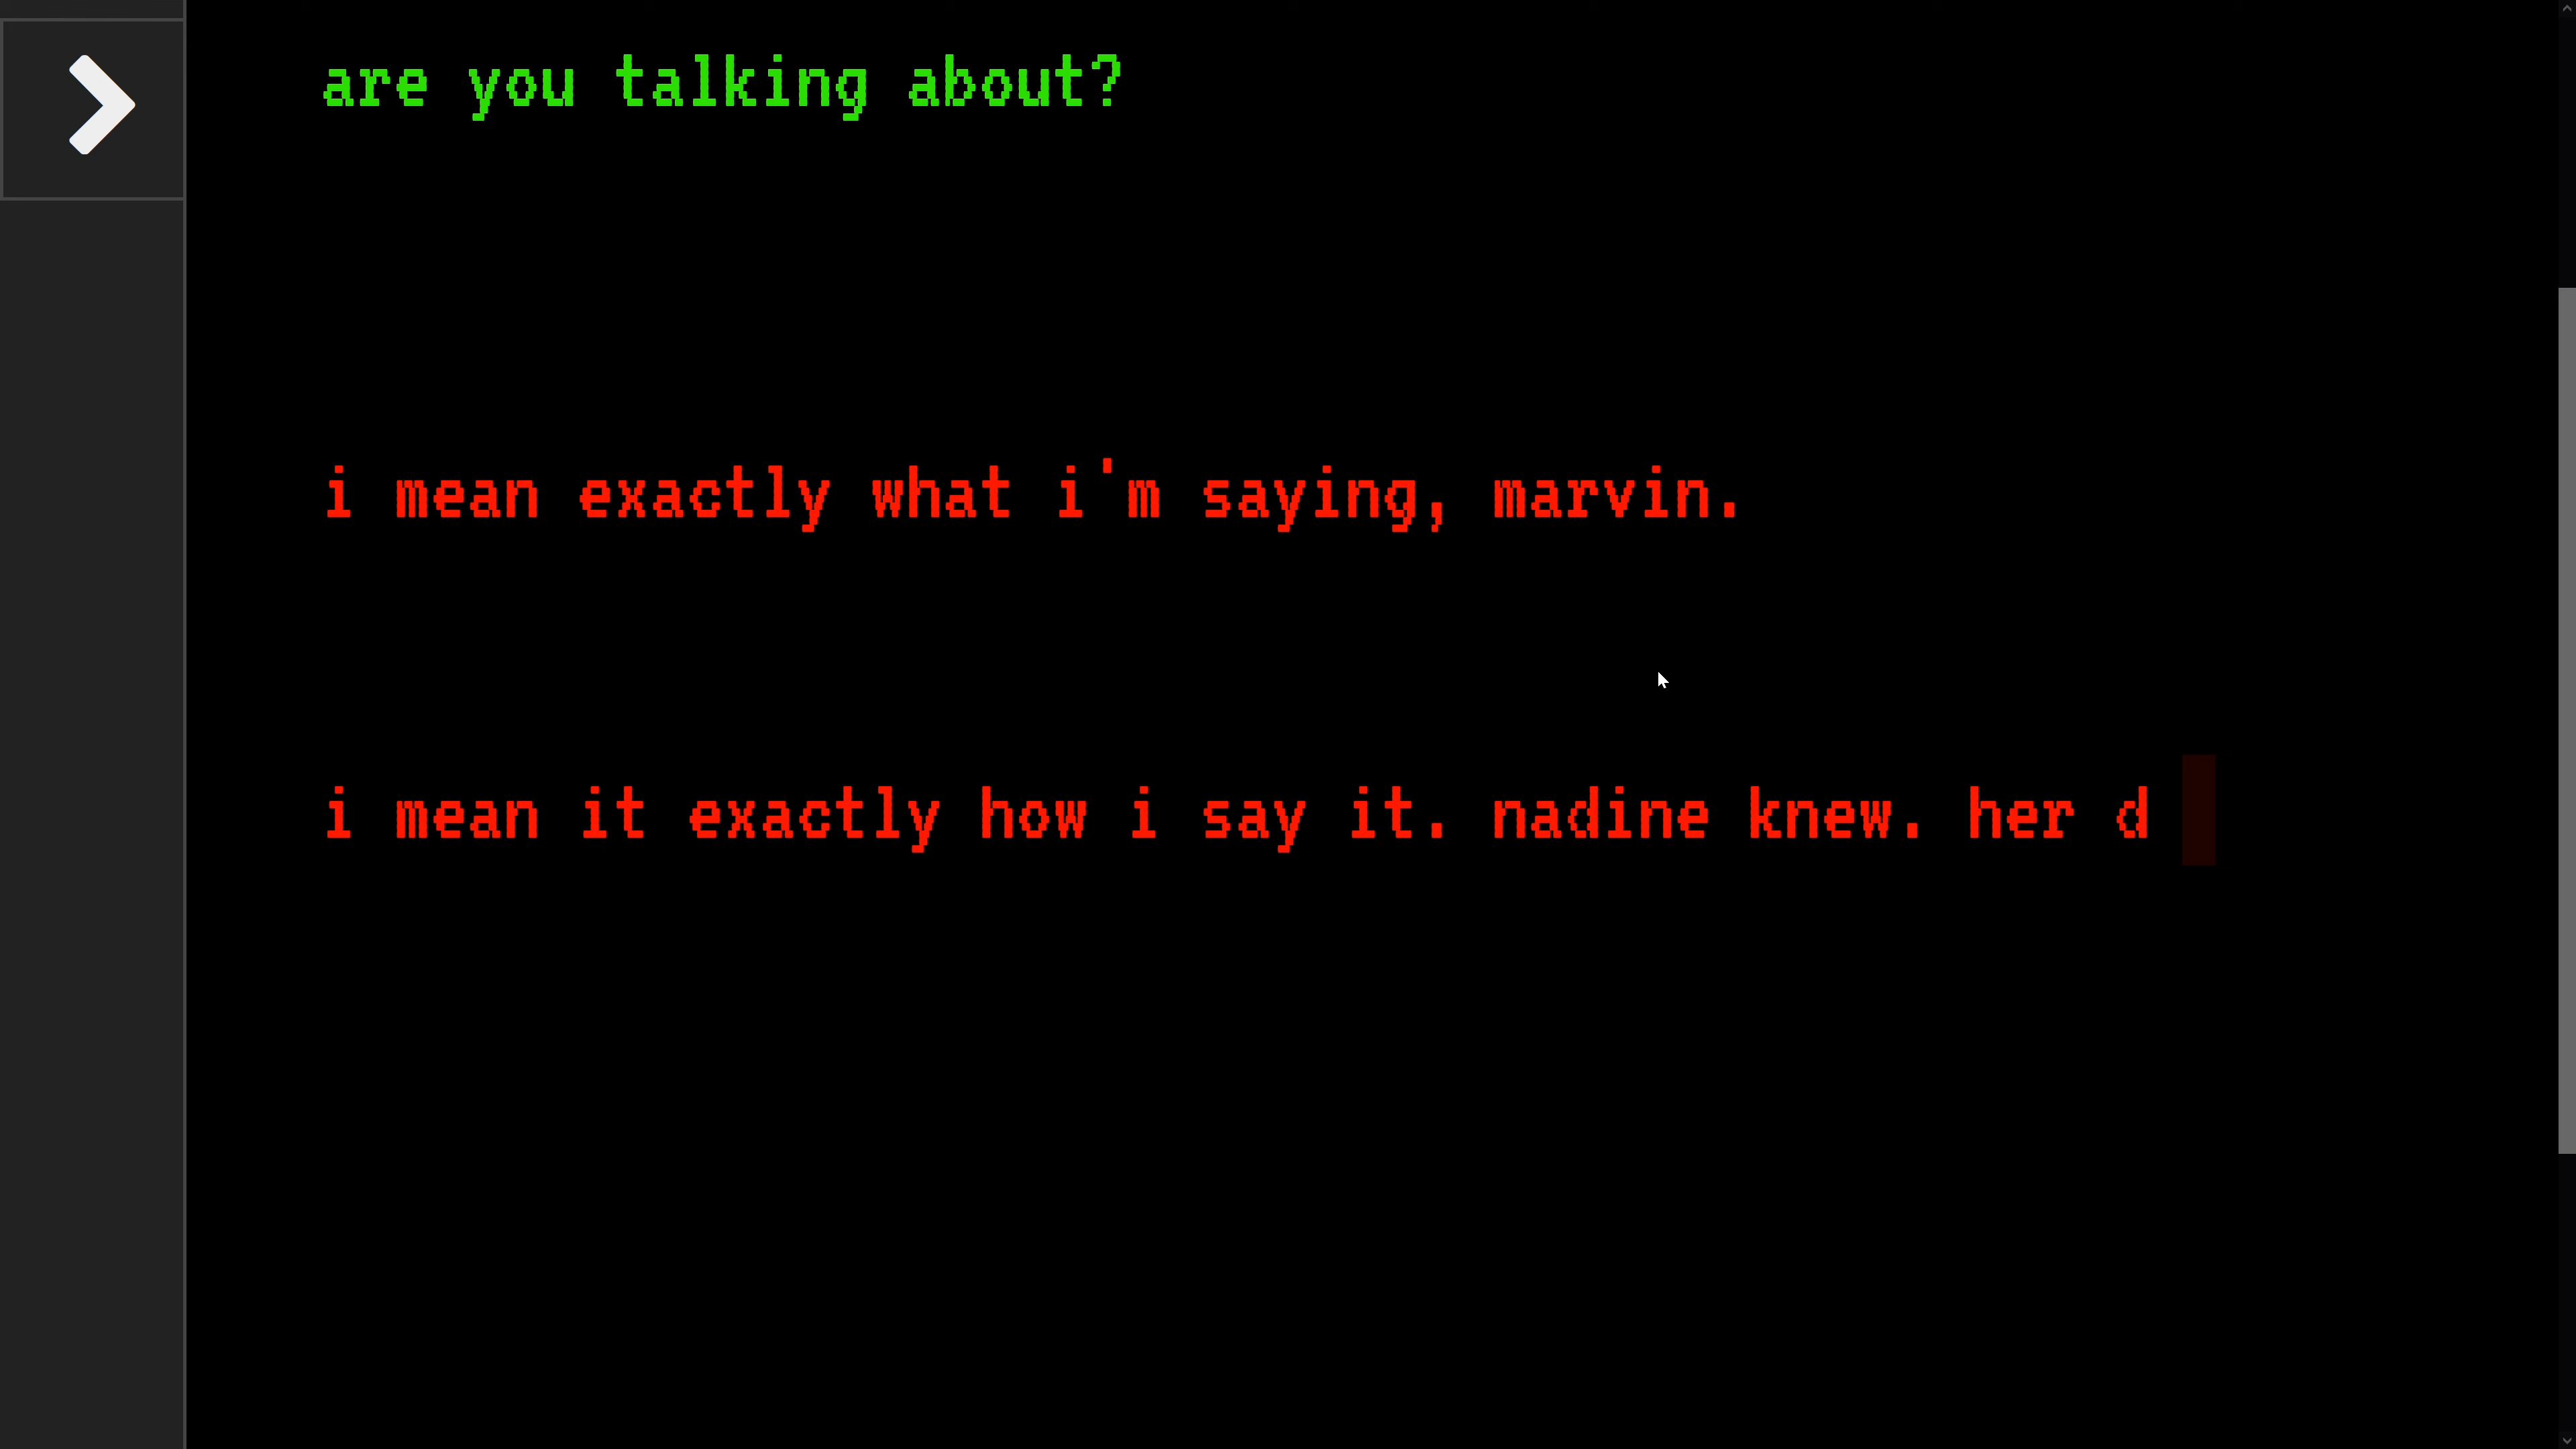 are you talking about?
i mean exactly what i'm saying, marvin.
i mean it exactly how i say it. nadine knew. her d